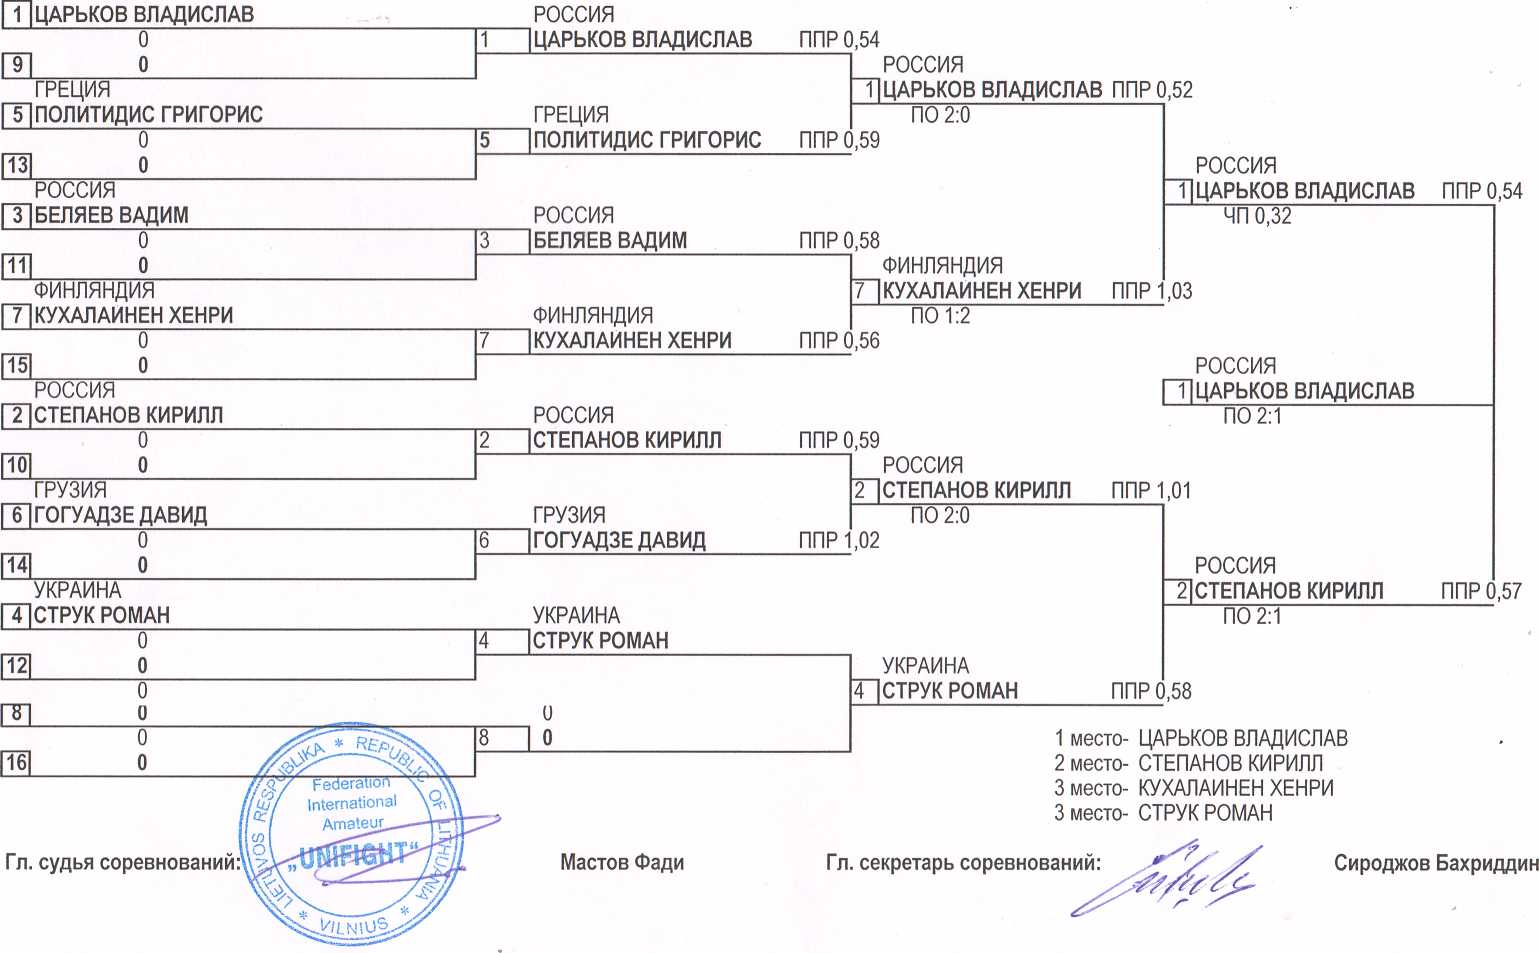 1 ЦАРЬКОВ ВЛАДИСЛАВ
0
9 0
ГРЕЦИЯ
5 ПОЛИТИДИС ГРИГОРИС
0
13 0
РОССИЯ
3 БЕЛЯЕВ ВАДИМ
0
11 0
ФИНЛЯНДИЯ
7 КУХАЛАЙНЕН ХЕНРИ
0
15 0
РОССИЯ
2 СТЕПАНОВ КИРИЛЛ
0
10 0
ГРУЗИЯ
6 ГОГУАДЗЕ ДАВИД
0
14 0
УКРАИНА
4 СТРУК РОМАН
0
12 0
0
8 0
0
16 0
РОССИЯ
1 ЦАРЬКОВ ВЛАДИСЛАВ ППР 0,54
ГРЕЦИЯ
5 ПОЛИТИДИС ГРИГОРИС ППР 0,59
РОССИЯ
3 БЕЛЯЕВ ВАДИМ ППР 0,58
ФИНЛЯНДИЯ
7 КУХАЛАЙНЕН ХЕНРИ ППР 0,56
РОССИЯ
2 СТЕПАНОВ КИРИЛЛ ППР 0,59
ГРУЗИЯ
6 ГОГУАДЗЕ ДАВИД ППР 1,02
УКРАИНА
4 СТРУК РОМАН
0
8 0
РОССИЯ
1 ЦАРЬКОВ ВЛАДИСЛАВ ППР 0,52
ПО 2:0
ФИНЛЯНДИЯ
7 КУХАЛАЙНЕН ХЕНРИ ППР 1,03
ПО 1:2
РОССИЯ
2 СТЕПАНОВ КИРИЛЛ ППР 1,01
ПО 2:0
УКРАИНА
4 СТРУК РОМАН ППР 0,58
РОССИЯ
1 ЦАРЬКОВ ВЛАДИСЛАВ ППР 0,54
ЧП 0,32
РОССИЯ
1 ЦАРЬКОВ ВЛАДИСЛАВ
ПО 2:1
РОССИЯ
2 СТЕПАНОВ КИРИЛЛ ППР 0,57
ПО 2:1
1 место- ЦАРЬКОВ ВЛАДИСЛАВ
2 место- СТЕПАНОВ КИРИЛЛ
3 место- КУХАЛАЙНЕН ХЕНРИ
3 место- СТРУК РОМАН
LIETUVOS RESPUBLIKA * REPUBLIC OF LITHUANIA * VILNIUS *
Federation
International
Amateur
„UNIFIGHT“
Гл. судья соревнований: Мастов Фади Гл. секретарь соревнований: Сироджов Бахриддин